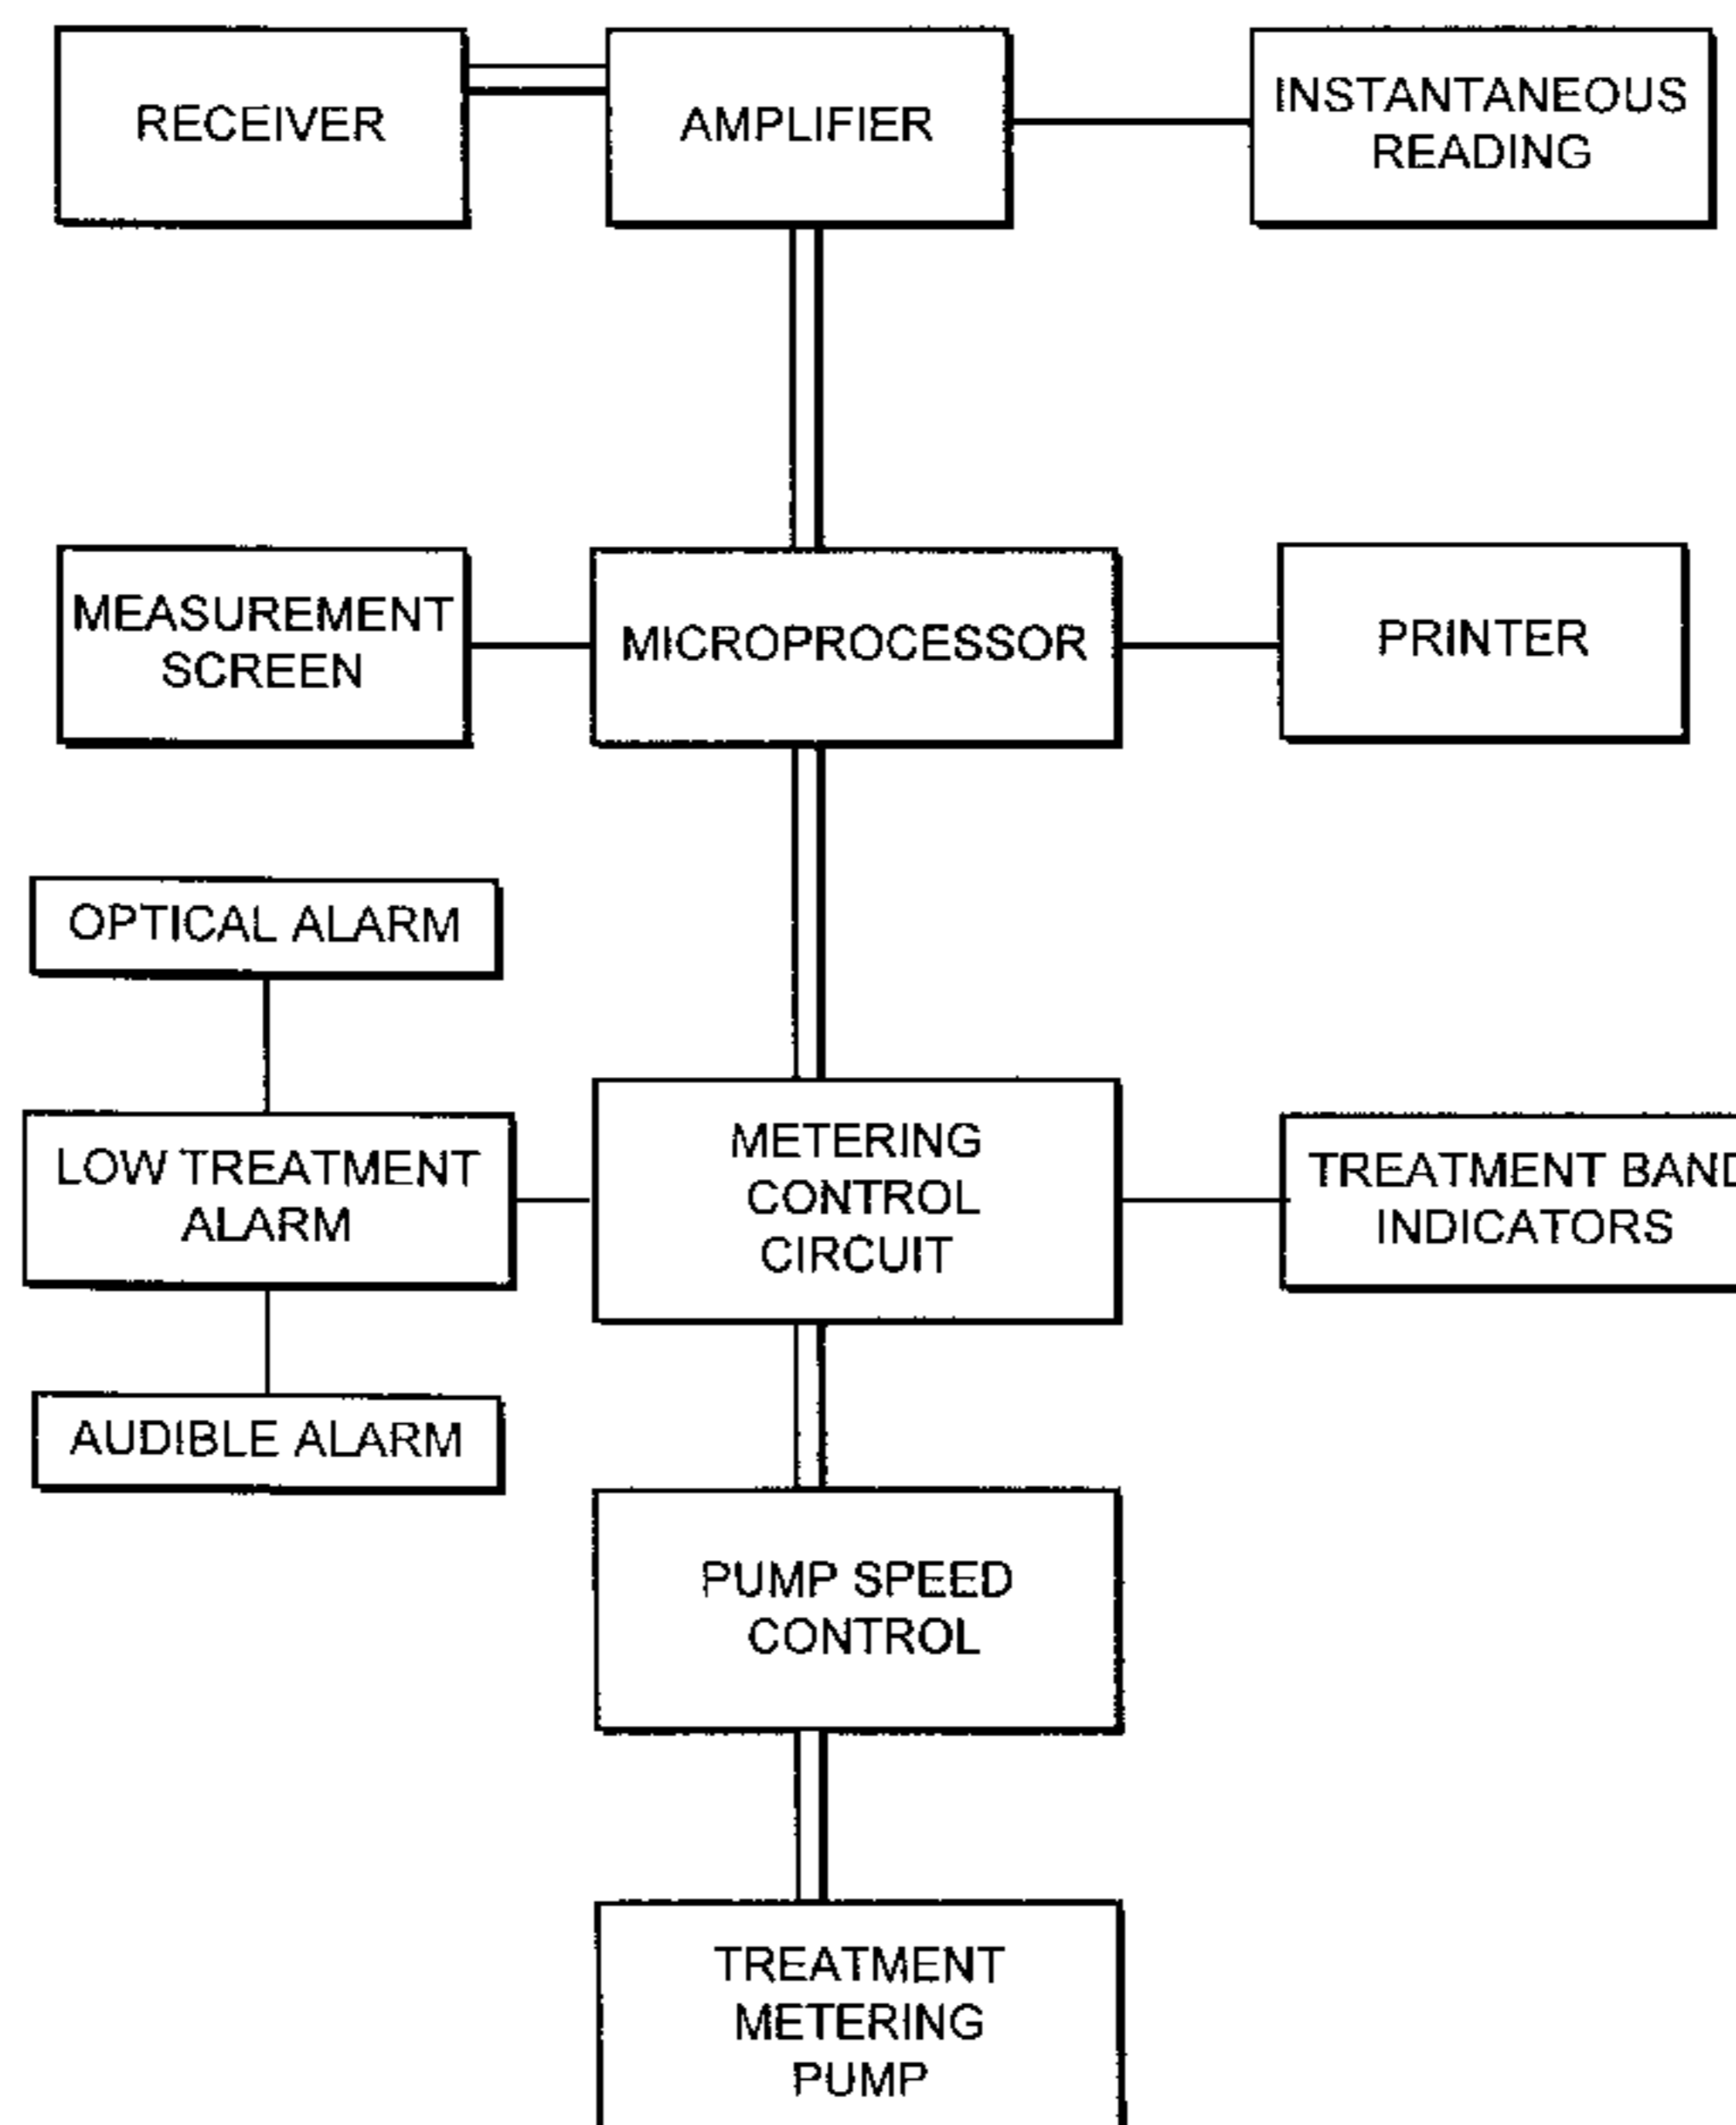 RECEIVER
AMPLIFIER
INSTANTANEOUS
READING
MEASUREMENT
SCREEN
MICROPROCESSOR
PRINTER
OPTICAL ALARM
LOW TREATMENT
ALARM
METERING
CONTROL
CIRCUIT
TREATMENT BAND
INDICATORS
AUDIBLE ALARM
PUMP SPEED
CONTROL
TREATMENT
METERING
PUMP